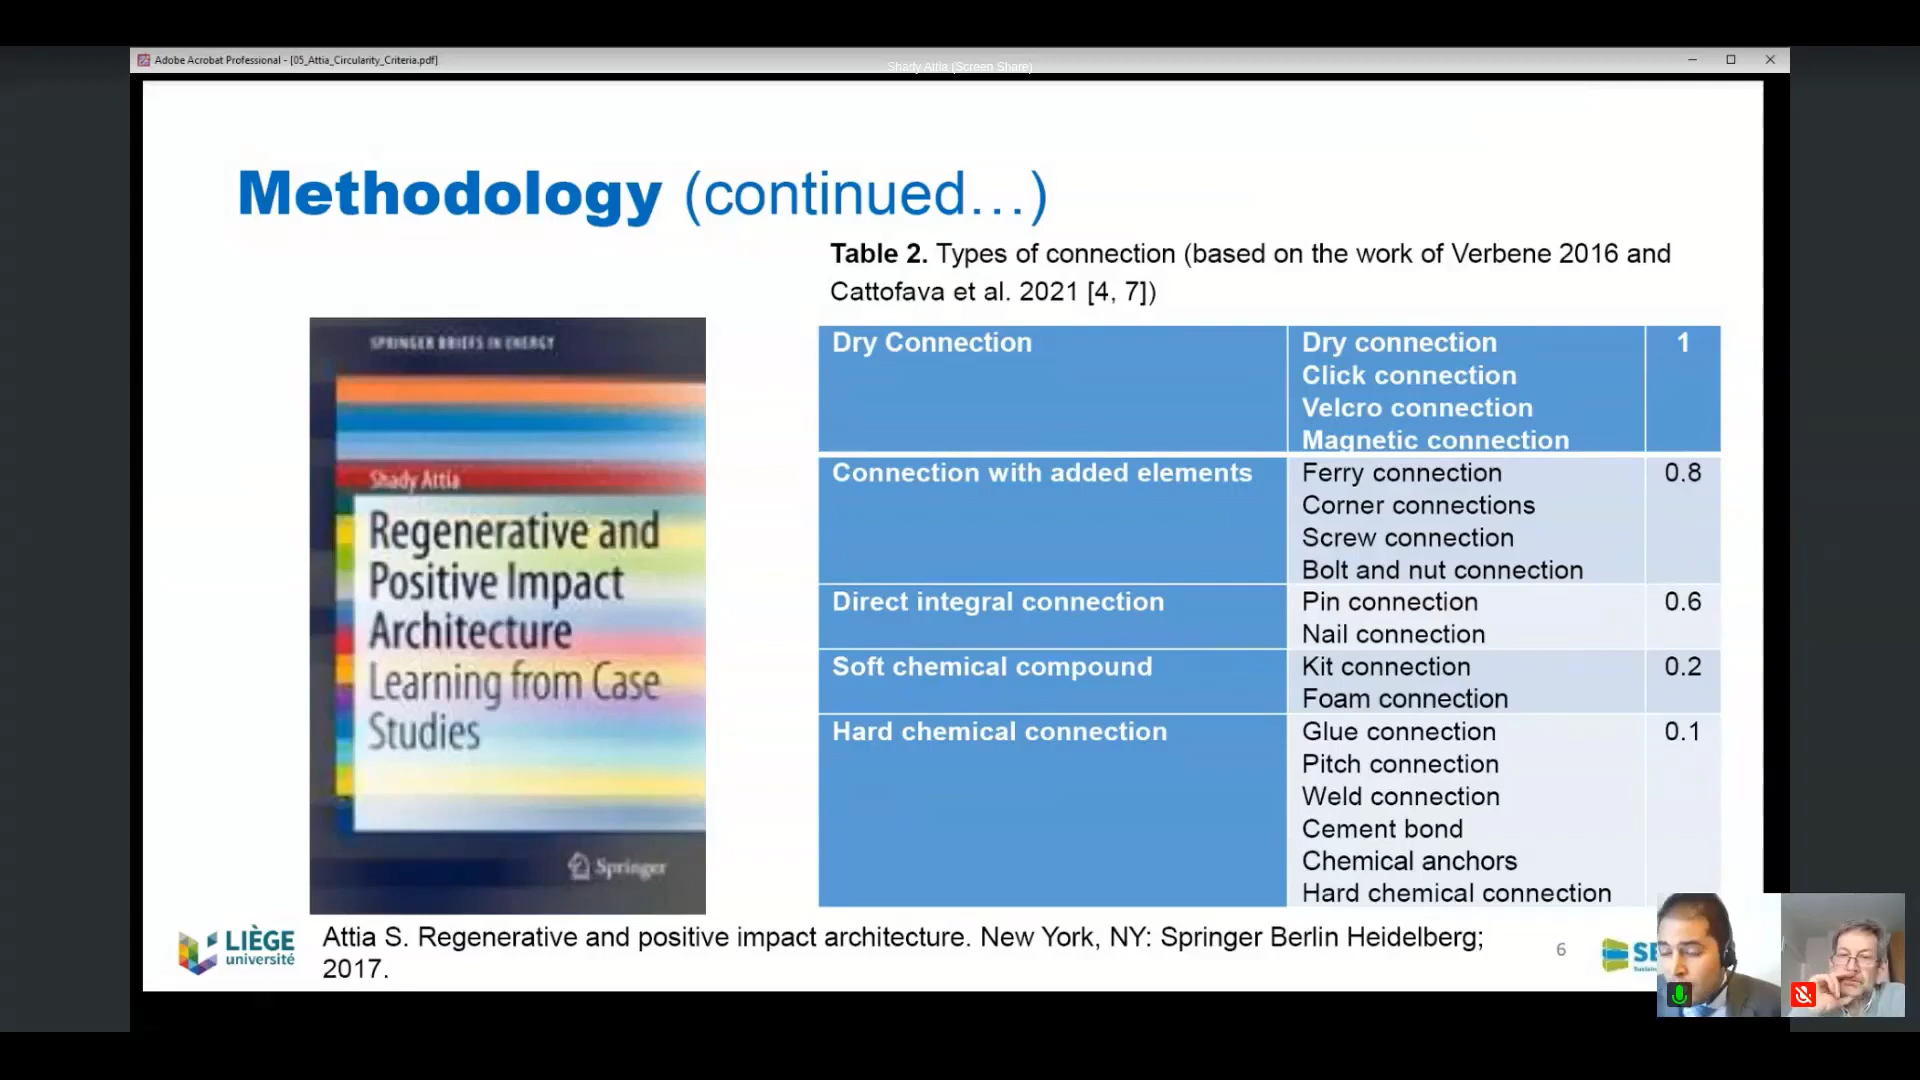 Adobe Acrobat Professional - [05_Attia_Circularity_Criteria.pdf]
Shady Attia (Screen Share)
Methodology (continued…)
Table 2. Types of connection (based on the work of Verbene 2016 and
Cattofava et al. 2021 [4, 7])
SPRINGER BRIEFS IN ENERGY
Shady Attia
Regenerative and
Positive Impact
Architecture
Learning from Case
Studies
Springer
Dry Connection Dry connection 1
Click connection
Velcro connection
Magnetic connection
Connection with added elements Ferry connection 0.8
Corner connections
Screw connection
Bolt and nut connection
Direct integral connection Pin connection 0.6
Nail connection
Soft chemical compound Kit connection 0.2
Foam connection
Hard chemical connection Glue connection 0.1
Pitch connection
Weld connection
Cement bond
Chemical anchors
Hard chemical connection
LIÈGE
université
Attia S. Regenerative and positive impact architecture. New York, NY: Springer Berlin Heidelberg;
2017.
6